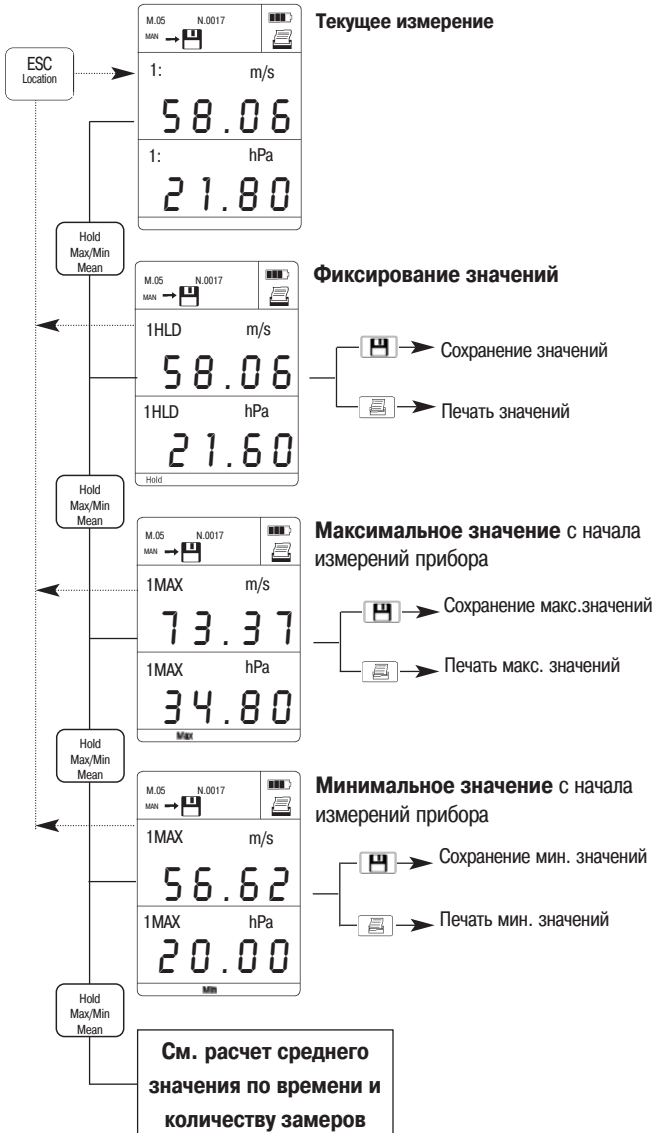 M.05 N.0017
MAN
Текущее измерение
ESC
Location
1: m/s
58.06
1: hPa
21.80
Hold
Max/Min
Mean
M.05 N.0017
MAN
Фиксирование значений
1HLD m/s
58.06
1HLD hPa
21.60
Hold
Сохранение значений
Печать значений
Hold
Max/Min
Mean
M.05 N.0017
MAN
Максимальное значение с начала
измерений прибора
1MAX m/s
73.37
1MAX hPa
34.80
Max
Сохранение макс.значений
Печать макс. значений
Hold
Max/Min
Mean
M.05 N.0017
MAN
Минимальное значение с начала
измерений прибора
1MAX m/s
56.62
1MAX hPa
20.00
Min
Сохранение мин. значений
Печать мин. значений
Hold
Max/Min
Mean
См. расчет среднего
значения по времени и
количеству замеров